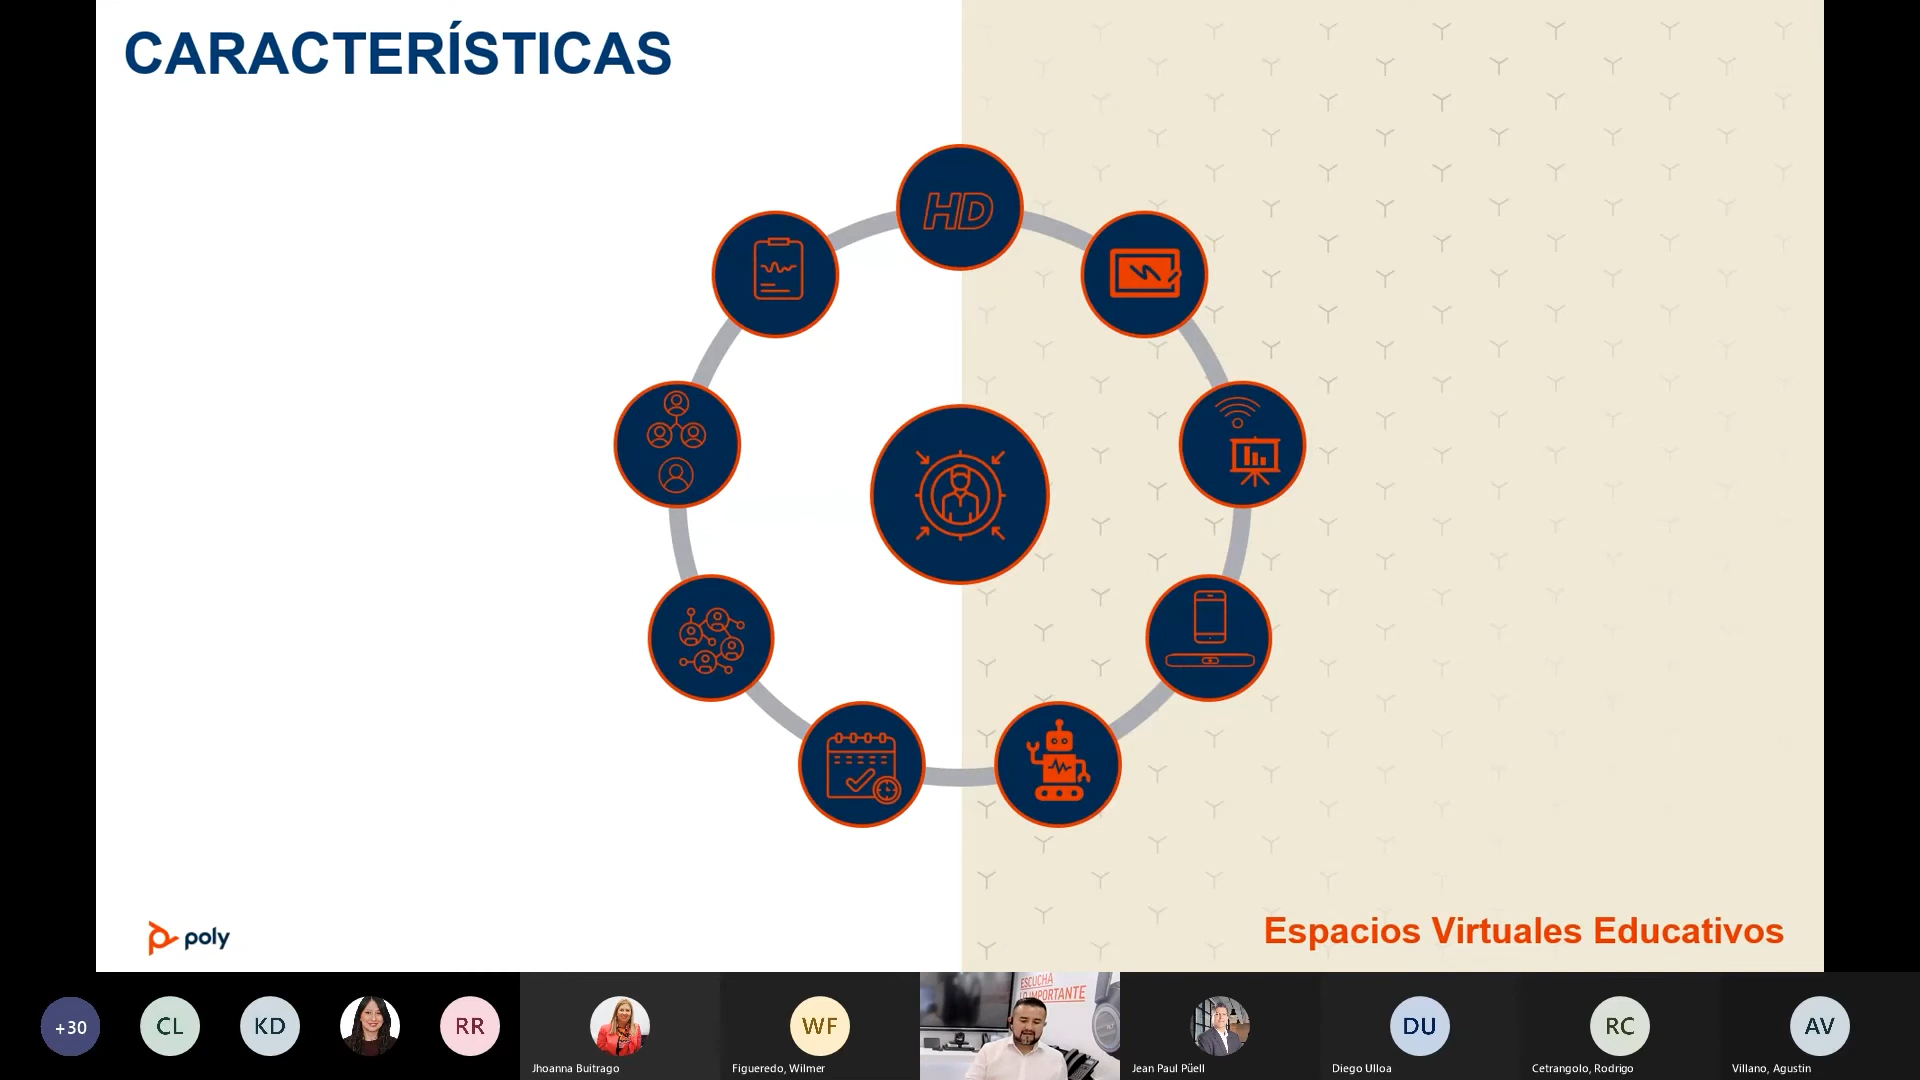 CARACTERÍSTICAS
HD
poly
Espacios Virtuales Educativos
+30
CL
KD
RR
WF
DU
RC
AV
ESCUCHA
LO IMPORTANTE
Jhoanna Buitrago
Figueredo, Wilmer
Jean Paul Püell
Diego Ulloa
Cetrangolo, Rodrigo
Villano, Agustin